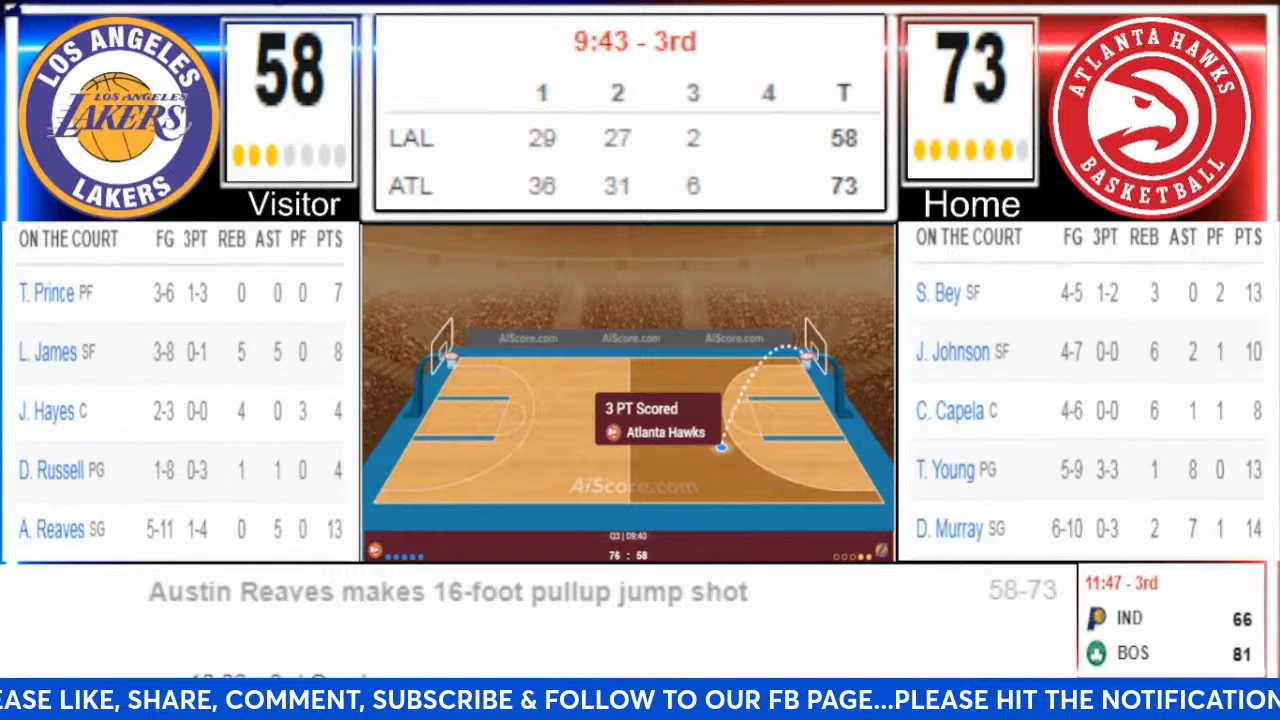 LOS ANGELES
LOS ANGELES
LAKERS
LAKERS
58
Visitor
9:43 - 3rd
1 2 3 4 T
LAL 29 27 2 58
ATL 36 31 6 73
73
Home
ATLANTA HAWKS
BASKETBALL
ON THE COURT FG 3PT REB AST PF PTS
T. Prince PF 3-6 1-3 0 0 0 7
L. James SF 3-8 0-1 5 5 0 8
J. Hayes C 2-3 0-0 4 0 3 4
D. Russell PG 1-8 0-3 1 1 0 4
A. Reaves SG 5-11 1-4 0 5 0 13
AiScore.com AiScore.com AiScore.com
3 PT Scored
Atlanta Hawks
AiScore.com
Q3 | 09:40
76 : 58
ON THE COURT FG 3PT REB AST PF PTS
S. Bey SF 4-5 1-2 3 0 2 13
J. Johnson SF 4-7 0-0 6 2 1 10
C. Capela C 4-6 0-0 6 1 1 8
T. Young PG 5-9 3-3 1 8 0 13
D. Murray SG 6-10 0-3 2 7 1 14
Austin Reaves makes 16-foot pullup jump shot 58-73
11:47 - 3rd
IND 66
BOS 81
EASE LIKE, SHARE, COMMENT, SUBSCRIBE & FOLLOW TO OUR FB PAGE...PLEASE HIT THE NOTIFICATION